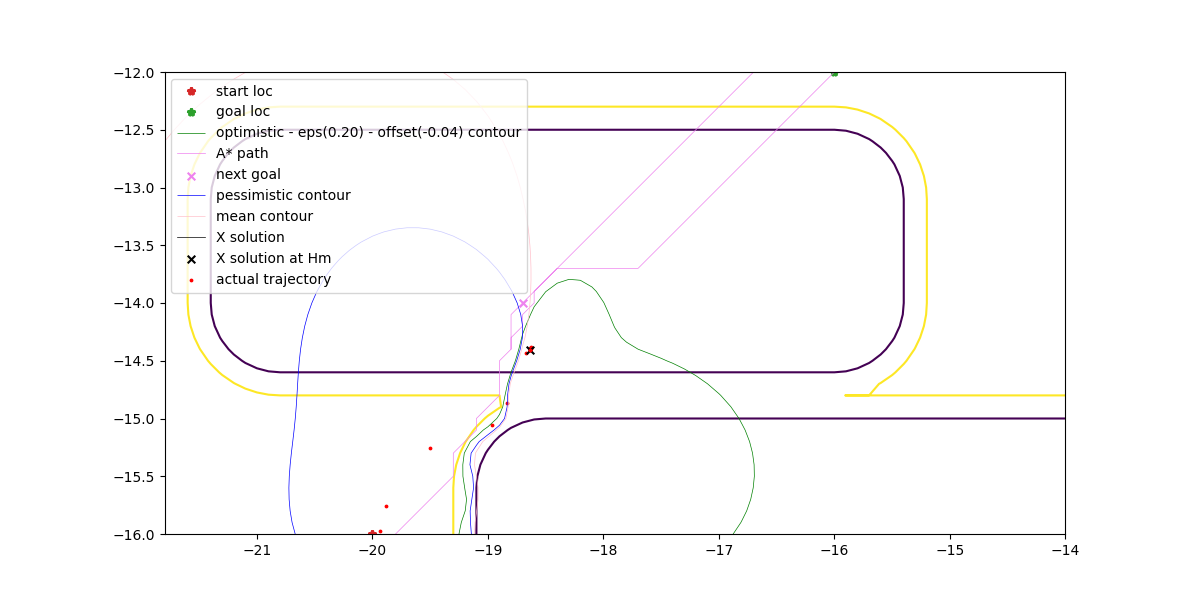 −12.0
−12.5
−13.0
−13.5
−14.0
−14.5
−15.0
−15.5
−16.0
start loc
goal loc
optimistic - eps(0.20) - offset(-0.04) contour
A* path
next goal
pessimistic contour
mean contour
X solution
X solution at Hm
actual trajectory
−21
−20
−19
−18
−17
−16
−15
−14